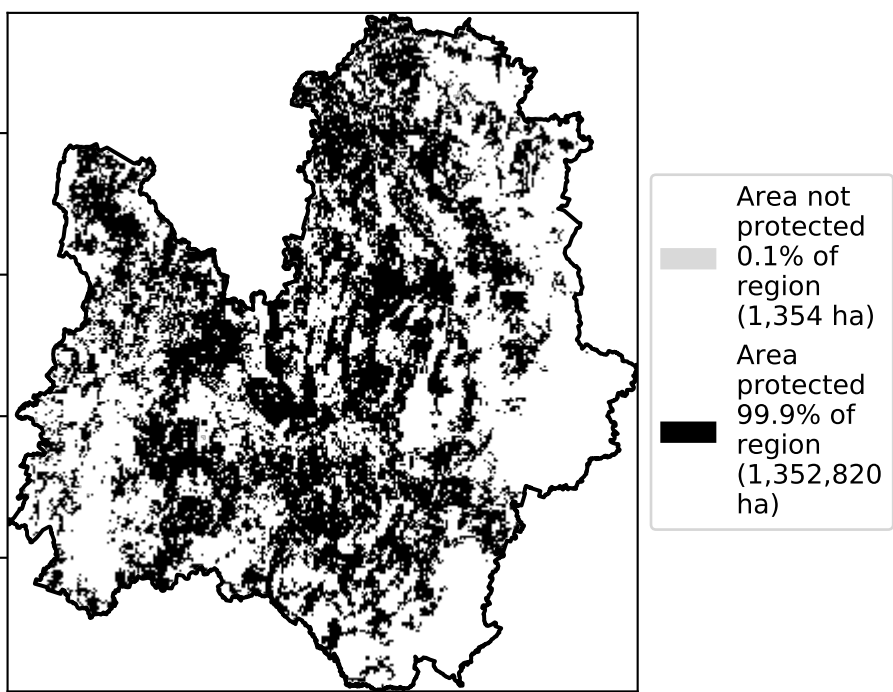 Area not
protected
0.1% of
region
(1,354 ha)
Area
protected
99.9% of
region
(1,352,820
ha)